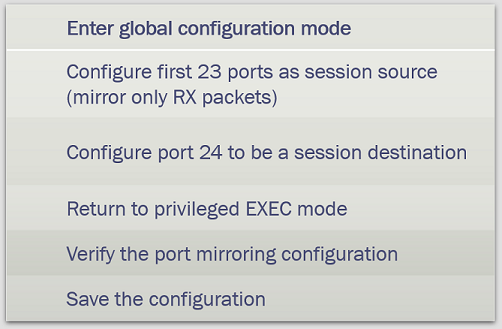 Enter global configuration mode
Configure first 23 ports as session source
(mirror only RX packets)
Configure port 24 to be a session destination
Return to privileged EXEC mode
Verify the port mirroring configuration
Save the configuration